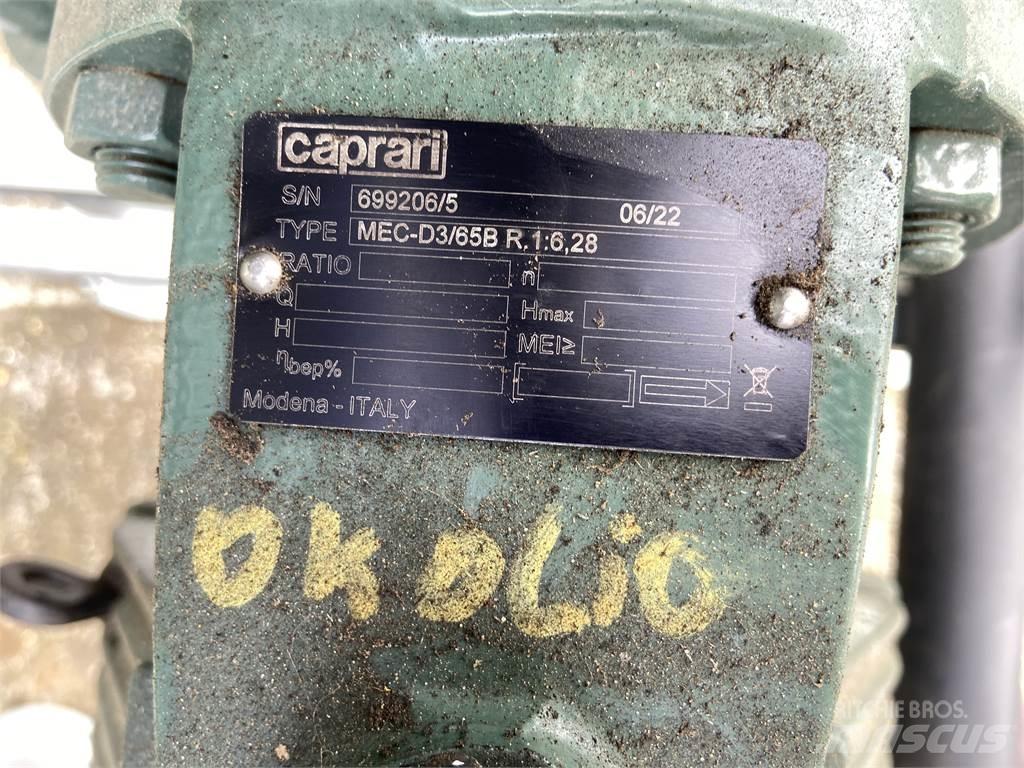 caprari
S/N 699206/5 06/22
TYPE MEC-D3/65B R.1:6,28
RATIO n
Q Hmax
H MEI≥
ηbep%
Modena - ITALY
OK OLIO
RITCHIE BROS.
MASCUS